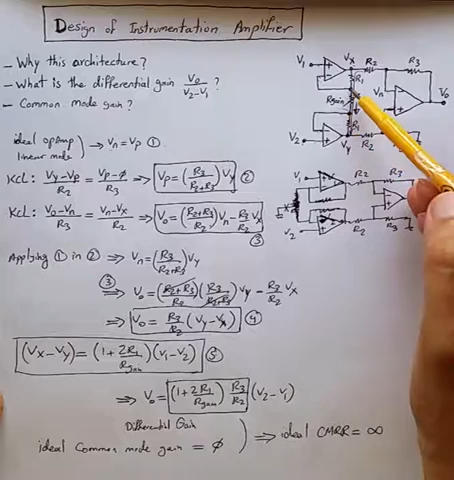 Design of Instrumentation Amplifier
- Why this architecture?
- What is the differential gain Vo/(V2-V1) ?
- Common mode gain?
ideal opAmp
linear mode ) → Vn=Vp ①
KCL: (Vy-Vp)/R2 = (Vp-∅)/R3 ⇒ Vp=(R3/(R2+R3))Vy ②
KCL: (Vo-Vn)/R3 = (Vn-Vx)/R2 ⇒ Vo=((R2+R3)/R2)Vn - (R3/R2)Vx ③
Applying ① in ② ⇒ Vn=(R3/(R2+R3))Vy
③ ⇒ Vo=((R2+R3)/R2)(R3/(R2+R3))Vy - (R3/R2)Vx
⇒ Vo=(R3/R2)(Vy-Vx) ④
(Vx-Vy)=(1+2R1/Rgain)(V1-V2) ⑤
⇒ Vo=(1+2R1/Rgain)(R3/R2)(V2-V1)
Differential Gain
ideal Common mode gain = ∅ ) ⇒ ideal CMRR=∞
V1
Vx
R2
R3
R1
Vn
Rgain
Vo
R1
V2
Vy
R2
V1
R2
R3
V2
R2
R3